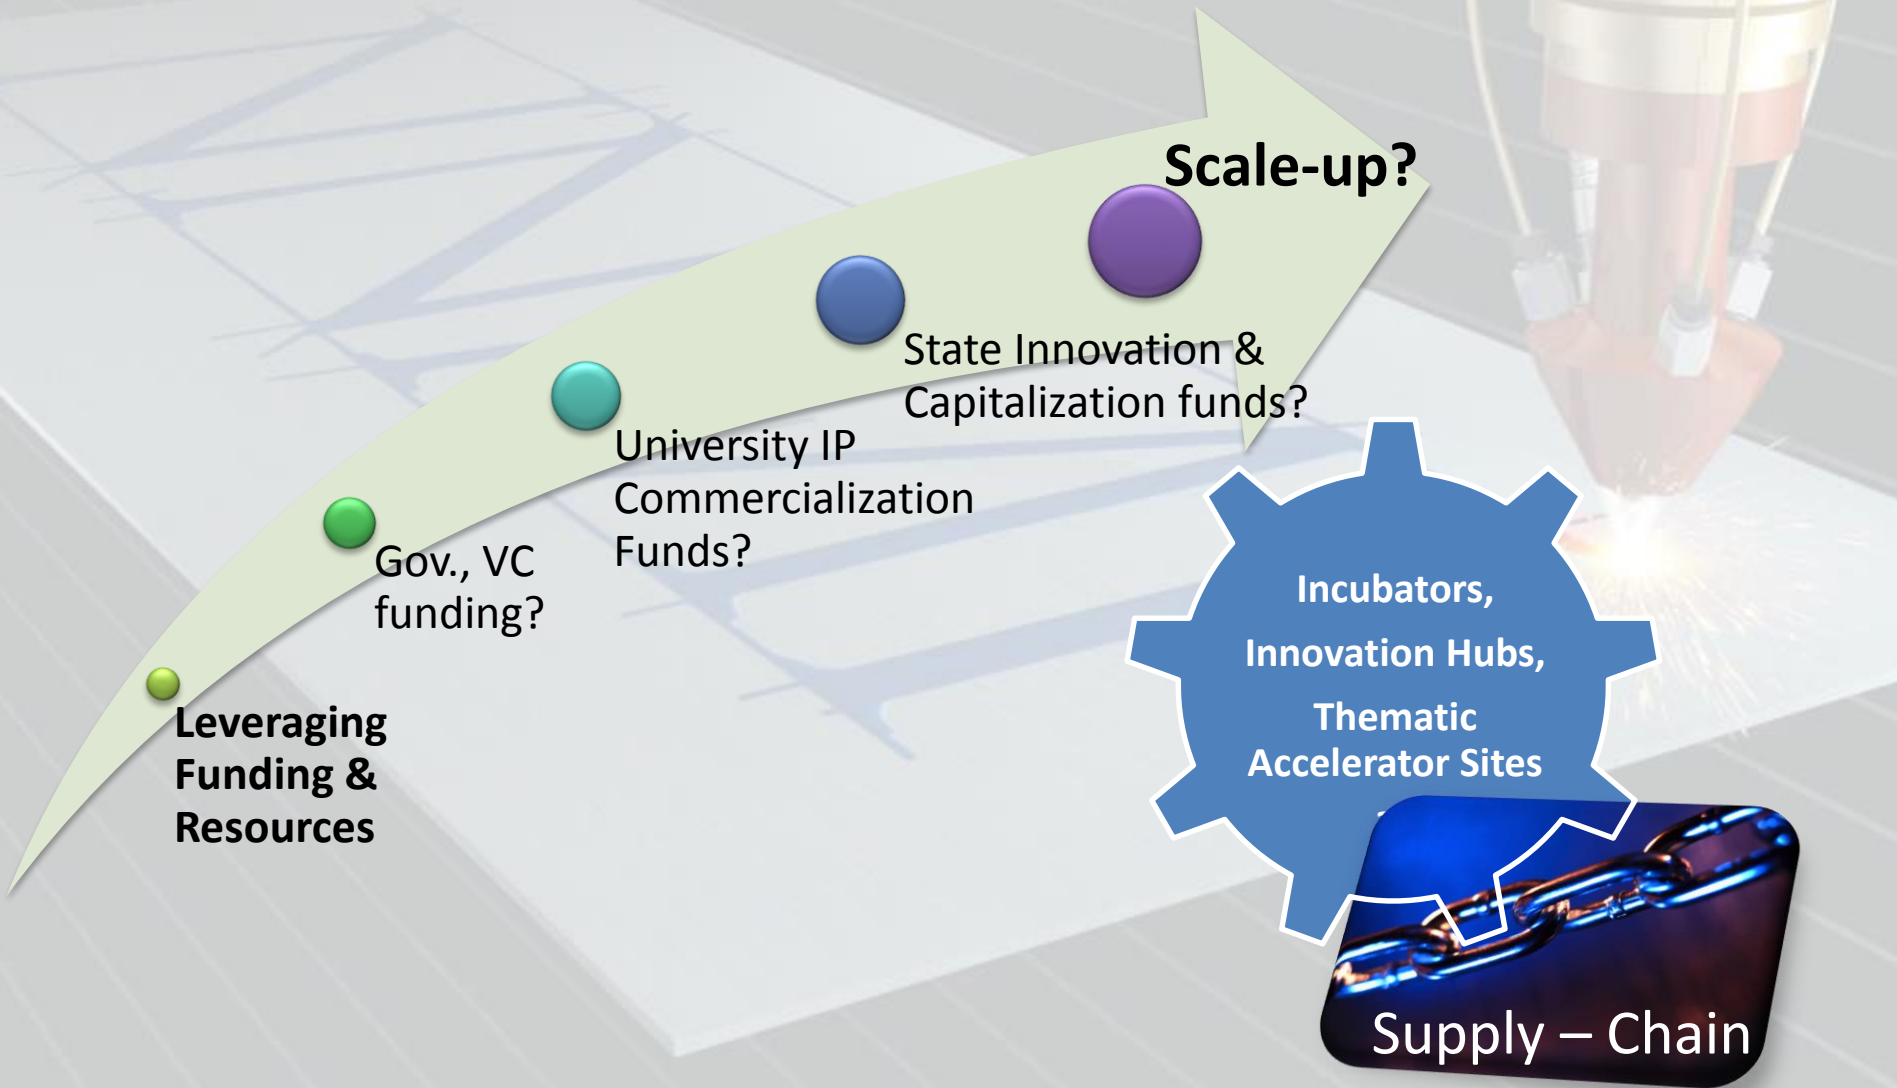 Scale-up?
State Innovation &
Capitalization funds?
University IP
Commercialization
Funds?
Gov., VC
funding?
Leveraging
Funding &
Resources
Incubators,
Innovation Hubs,
Thematic
Accelerator Sites
Supply – Chain